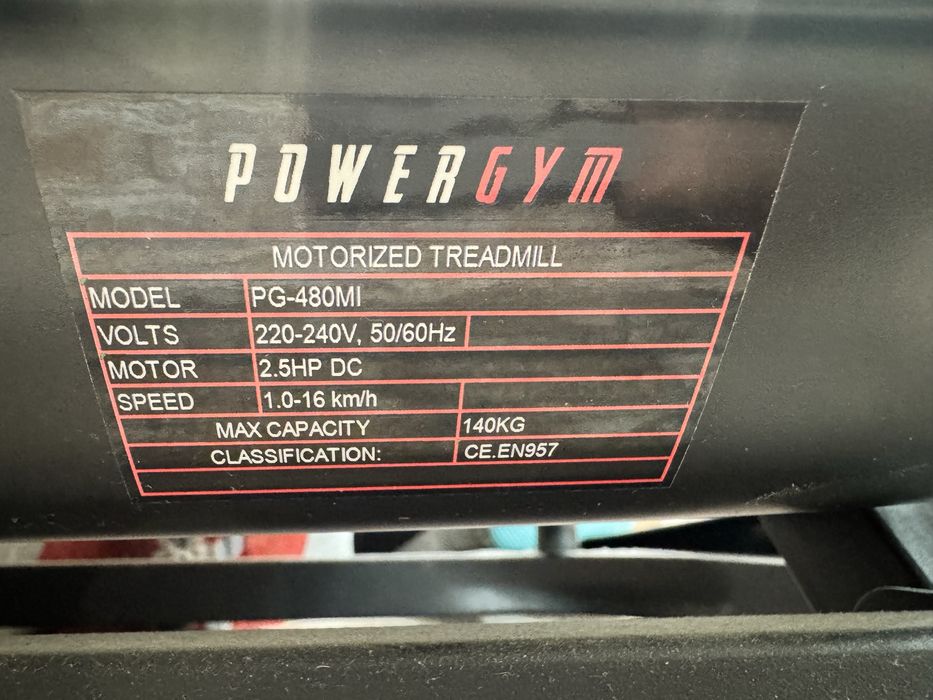 POWERGYM
MOTORIZED TREADMILL
MODEL PG-480MI
VOLTS 220-240V, 50/60Hz
MOTOR 2.5HP DC
SPEED 1.0-16 km/h
MAX CAPACITY 140KG
CLASSIFICATION: CE.EN957